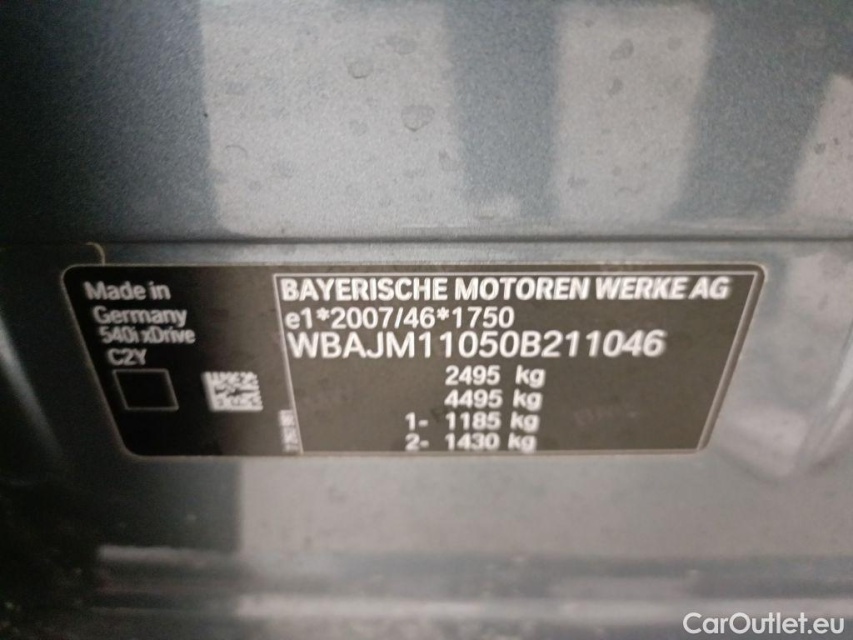 Made in
Germany
540i xDrive
C2Y
BAYERISCHE MOTOREN WERKE AG
e1*2007/46*1750
WBAJM11050B211046
2495 kg
4495 kg
1- 1185 kg
2- 1430 kg
CarOutlet.eu